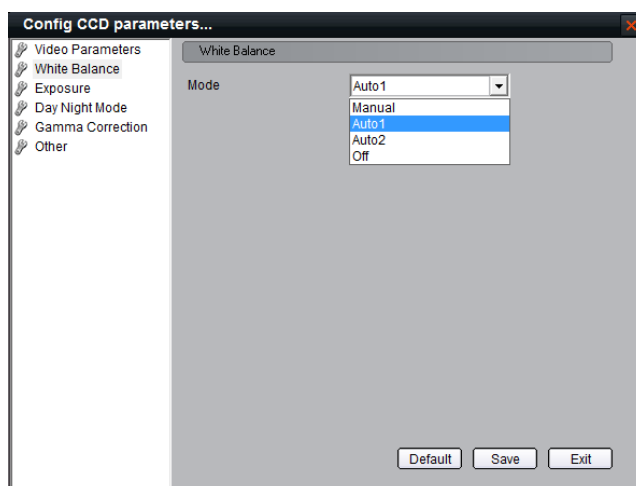 Config CCD parameters...
Video Parameters
White Balance
Exposure
Day Night Mode
Gamma Correction
Other
White Balance
Mode
Auto1
Manual
Auto1
Auto2
Off
Default
Save
Exit